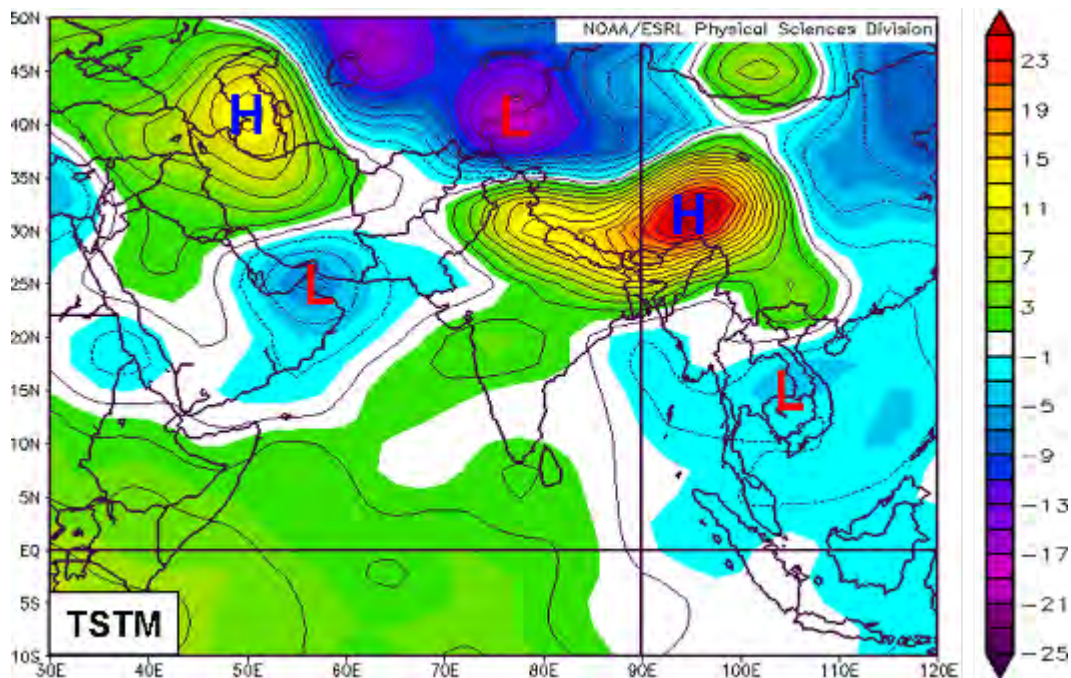 NOAA/ESRL Physical Sciences Division
50N
45N
40N
35N
30N
25N
20N
15N
10N
5N
EQ
5S
10S
H
L
H
L
L
TSTM
30E
40E
50E
60E
70E
80E
90E
100E
110E
120E
23
19
15
11
7
3
-1
-5
-9
-13
-17
-21
-25